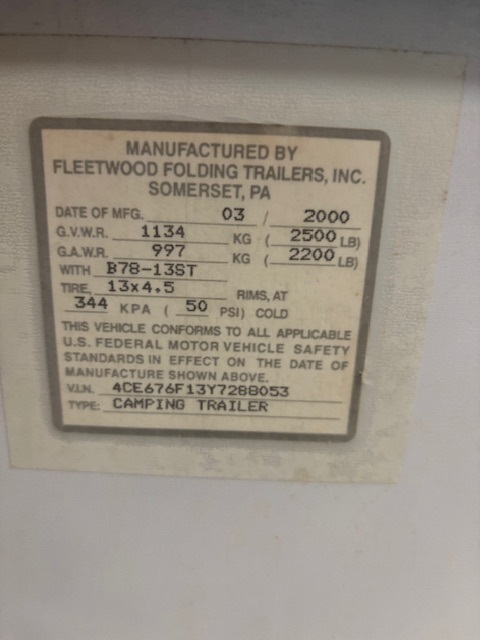 MANUFACTURED BY
FLEETWOOD FOLDING TRAILERS, INC.
SOMERSET, PA
DATE OF MFG. 03 / 2000
G.V.W.R. 1134 KG ( 2500 LB)
G.A.W.R. 997 KG ( 2200 LB)
WITH B78-13ST
TIRE, 13x4.5 RIMS, AT
344 KPA ( 50 PSI) COLD
THIS VEHICLE CONFORMS TO ALL APPLICABLE
U.S. FEDERAL MOTOR VEHICLE SAFETY
STANDARDS IN EFFECT ON THE DATE OF
MANUFACTURE SHOWN ABOVE.
V.I.N. 4CE676F13Y7288053
TYPE: CAMPING TRAILER